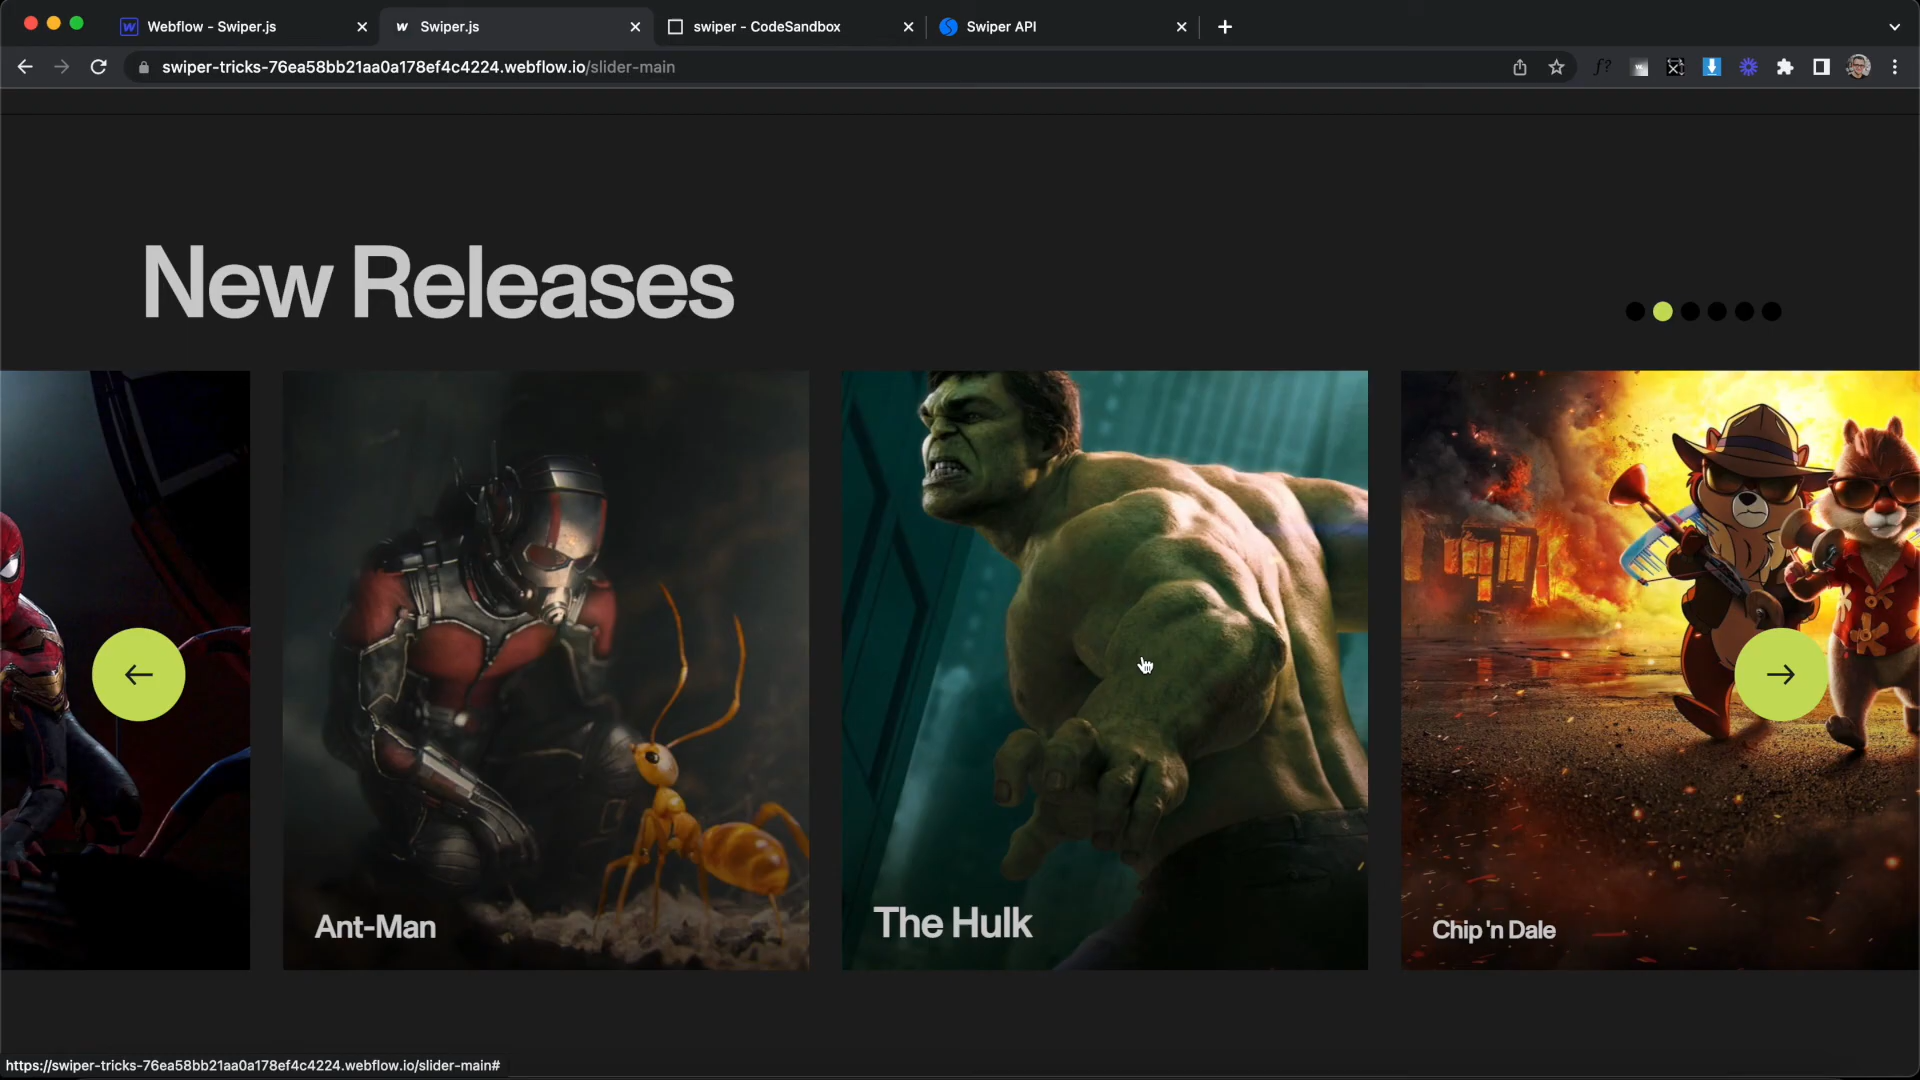 Webflow - Swiper.js
Swiper.js
swiper - CodeSandbox
Swiper API
swiper-tricks-76ea58bb21aa0a178ef4c4224.webflow.io/slider-main
New Releases
Ant-Man
The Hulk
Chip 'n Dale
https://swiper-tricks-76ea58bb21aa0a178ef4c4224.webflow.io/slider-main#